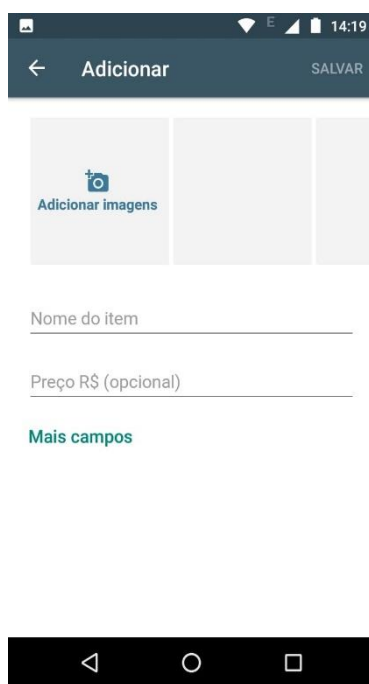 E 14:19
Adicionar SALVAR
Adicionar imagens
Nome do item
Preço R$ (opcional)
Mais campos